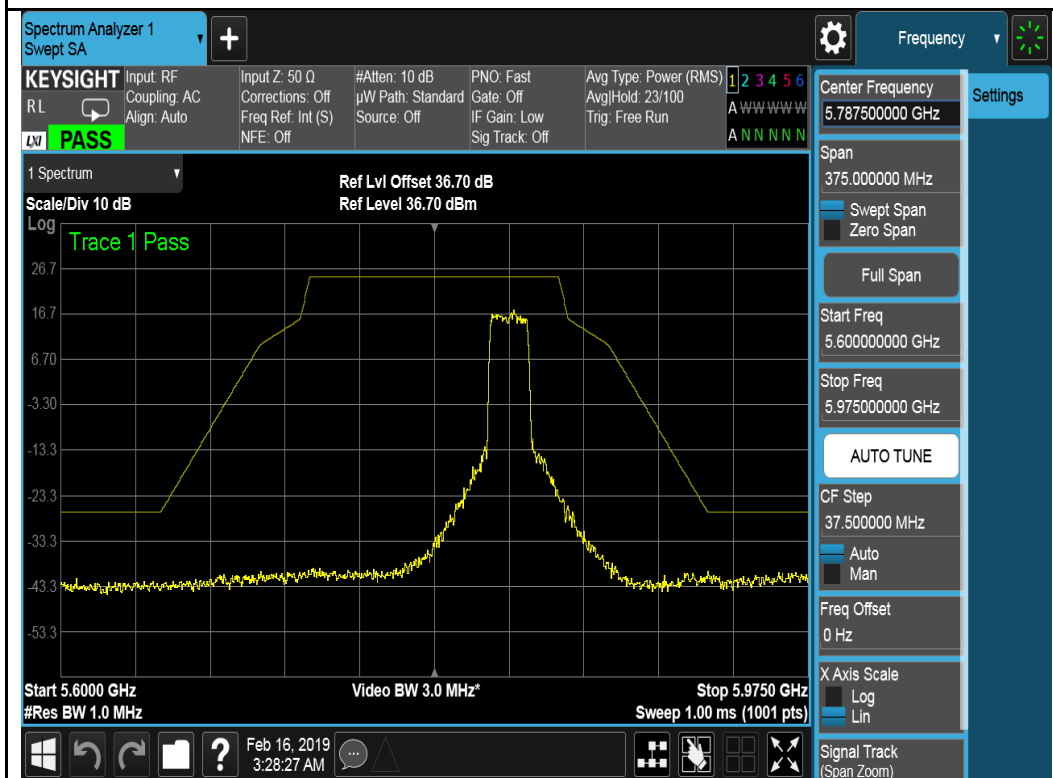 Spectrum Analyzer 1
Swept SA
+
Frequency
KEYSIGHT
RL
LXI PASS
Input: RF
Coupling: AC
Align: Auto
Input Z: 50 Ω
Corrections: Off
Freq Ref: Int (S)
NFE: Off
#Atten: 10 dB
µW Path: Standard
Source: Off
PNO: Fast
Gate: Off
IF Gain: Low
Sig Track: Off
Avg Type: Power (RMS)
Avg|Hold: 23/100
Trig: Free Run
1 2 3 4 5 6
A W W W W W
A N N N N N
1 Spectrum
Scale/Div 10 dB
Ref Lvl Offset 36.70 dB
Ref Level 36.70 dBm
Log
Trace 1 Pass
26.7
16.7
6.70
-3.30
-13.3
-23.3
-33.3
-43.3
-53.3
Start 5.6000 GHz
#Res BW 1.0 MHz
Video BW 3.0 MHz*
Stop 5.9750 GHz
Sweep 1.00 ms (1001 pts)
?
Feb 16, 2019
3:28:27 AM
Center Frequency
5.787500000 GHz
Settings
Span
375.000000 MHz
Swept Span
Zero Span
Full Span
Start Freq
5.600000000 GHz
Stop Freq
5.975000000 GHz
AUTO TUNE
CF Step
37.500000 MHz
Auto
Man
Freq Offset
0 Hz
X Axis Scale
Log
Lin
Signal Track
(Span Zoom)